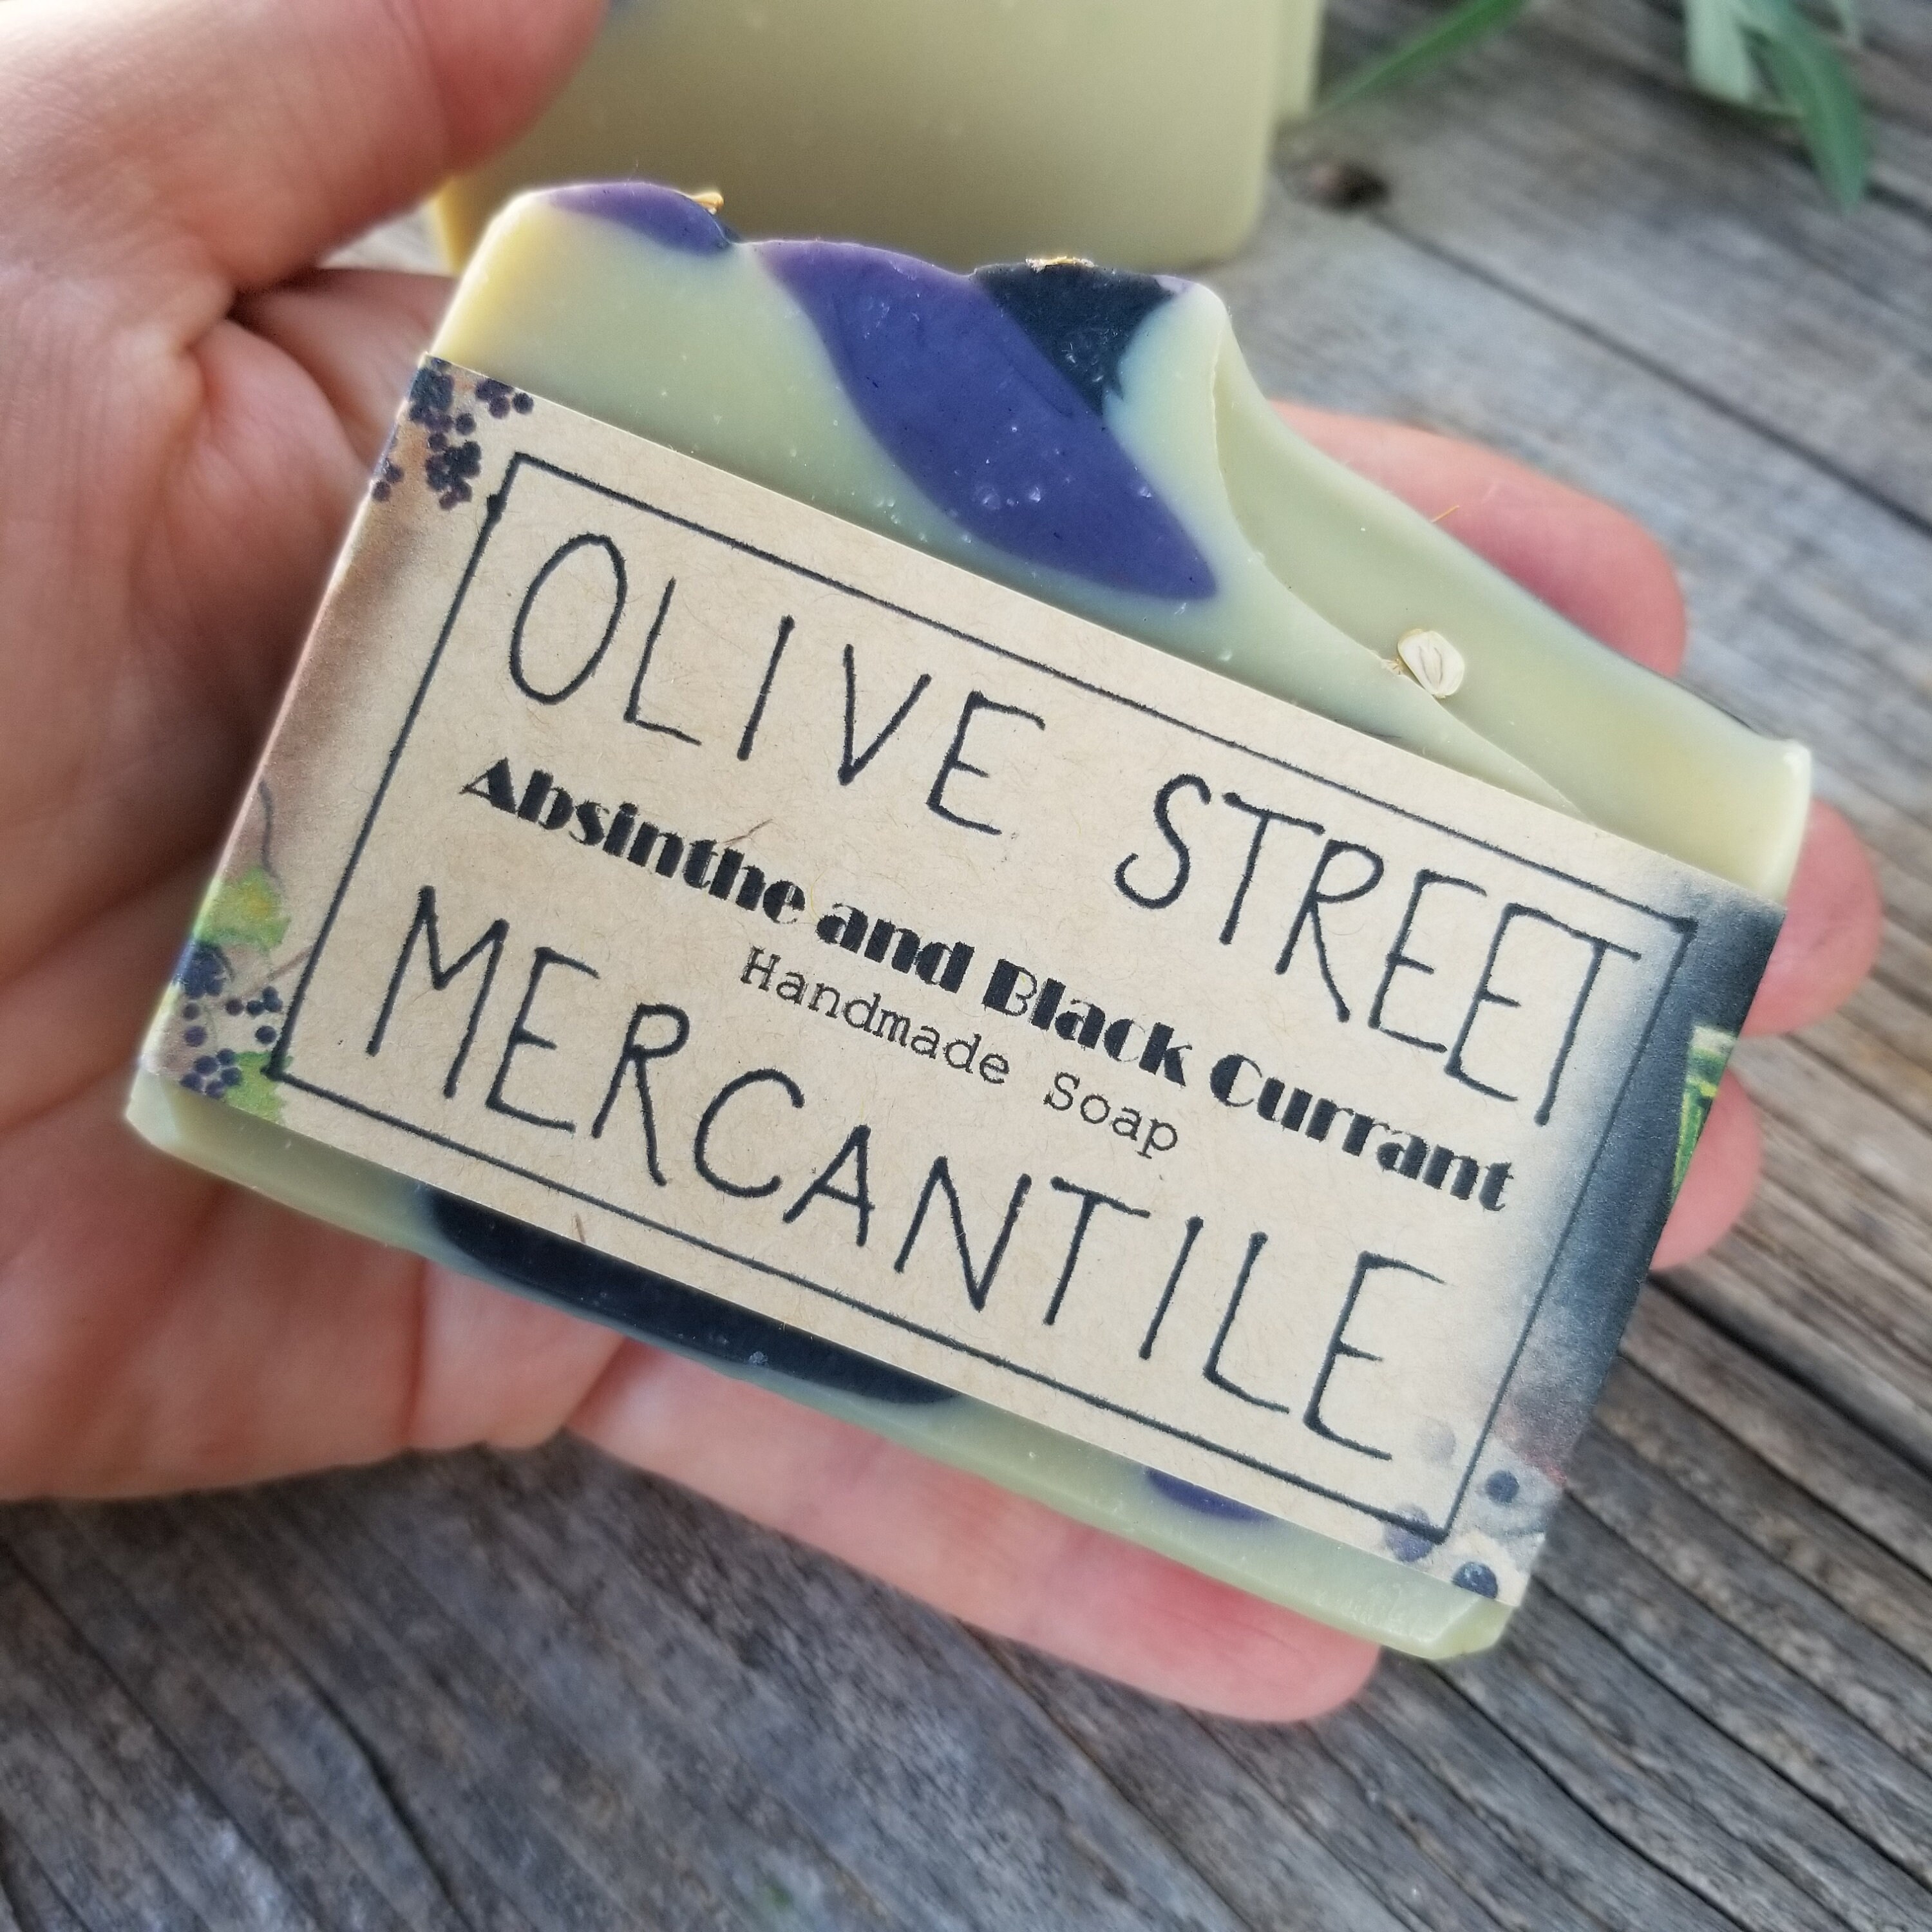 OLIVE STREET
Absinthe and Black Currant
Handmade Soap
MERCANTILE